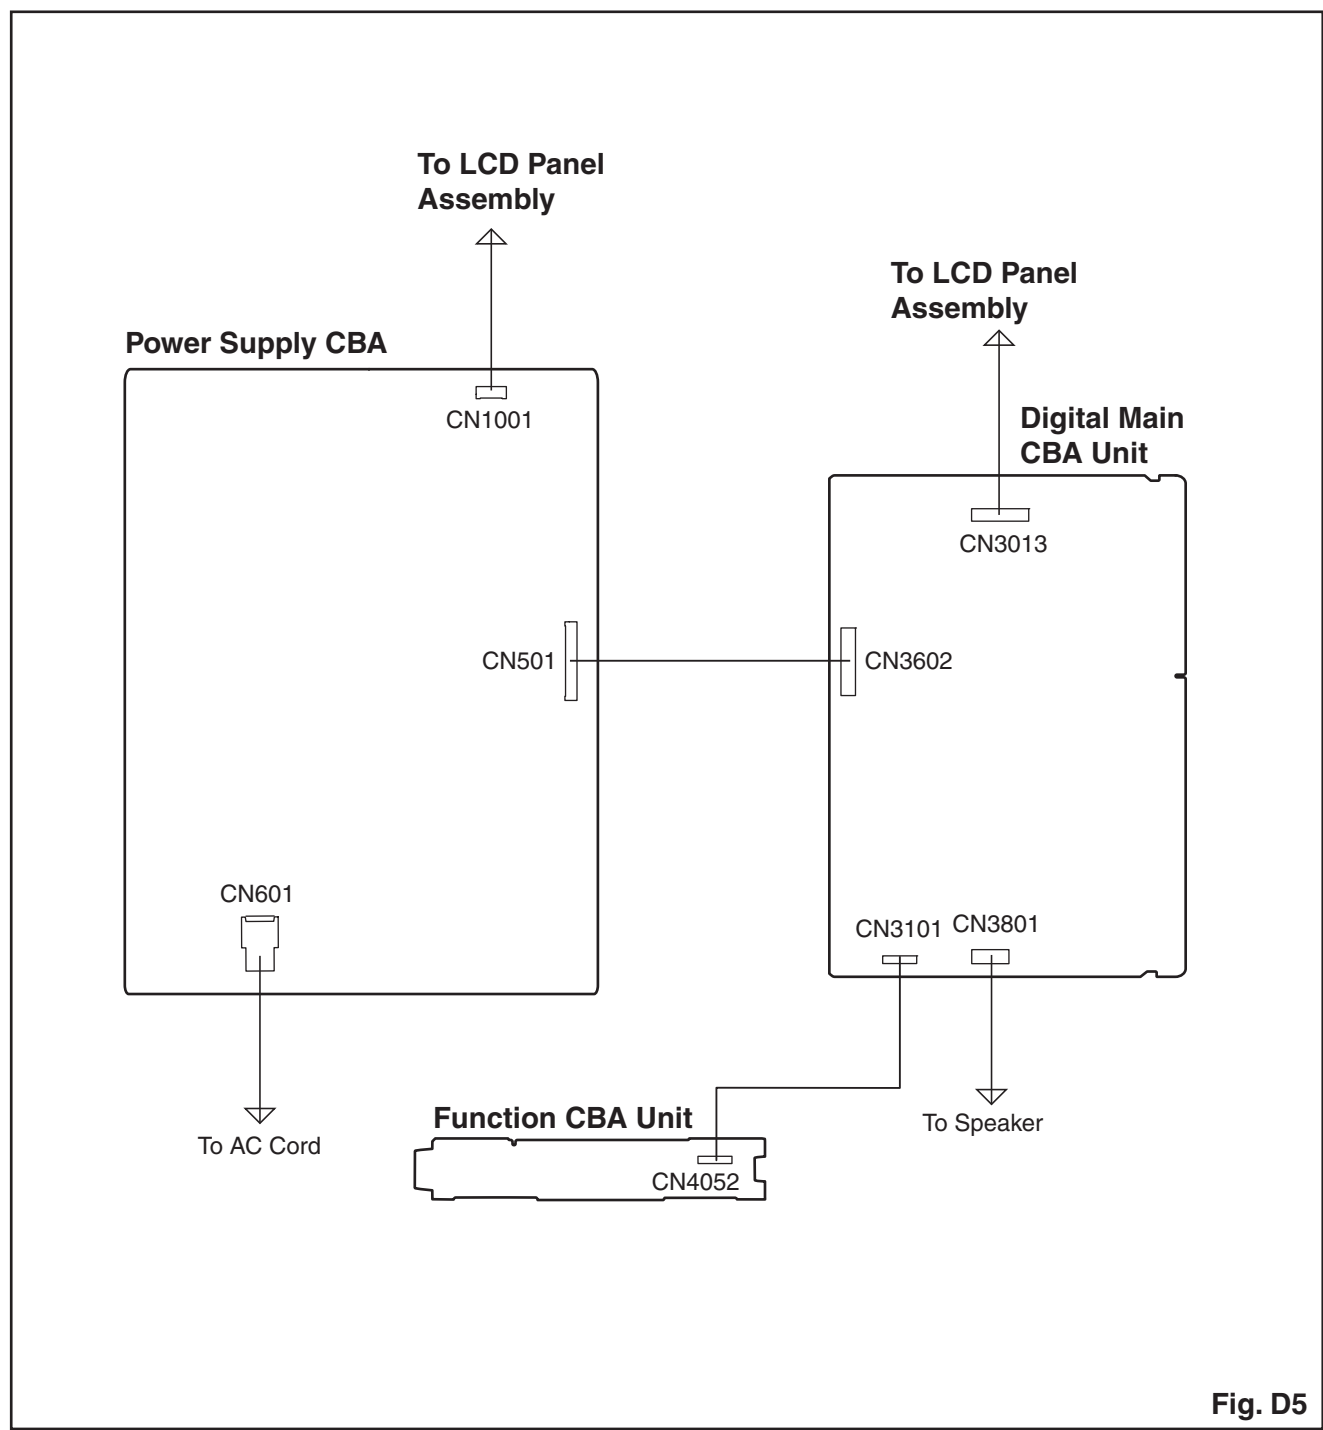 To LCD Panel
Assembly
To LCD Panel
Assembly
Power Supply CBA
Digital Main
CBA Unit
CN1001
CN3013
CN501
CN3602
CN601
CN3101
CN3801
To AC Cord
Function CBA Unit
To Speaker
CN4052
Fig. D5